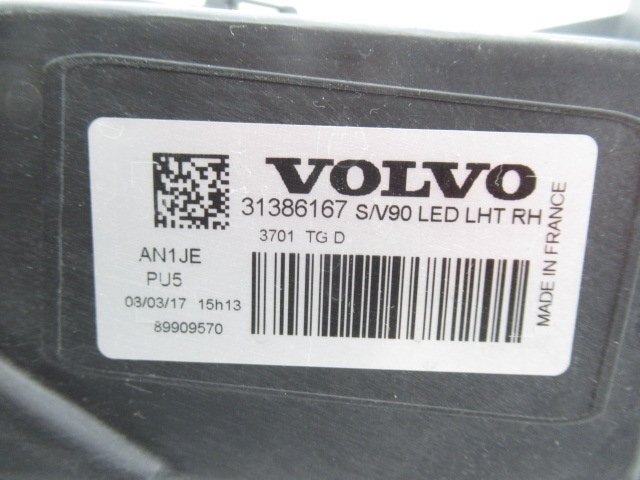 VOLVO
31386167 S/V90 LED LHT RH
3701 TG D
AN1JE
PU5
03/03/17 15h13
89909570
MADE IN FRANCE